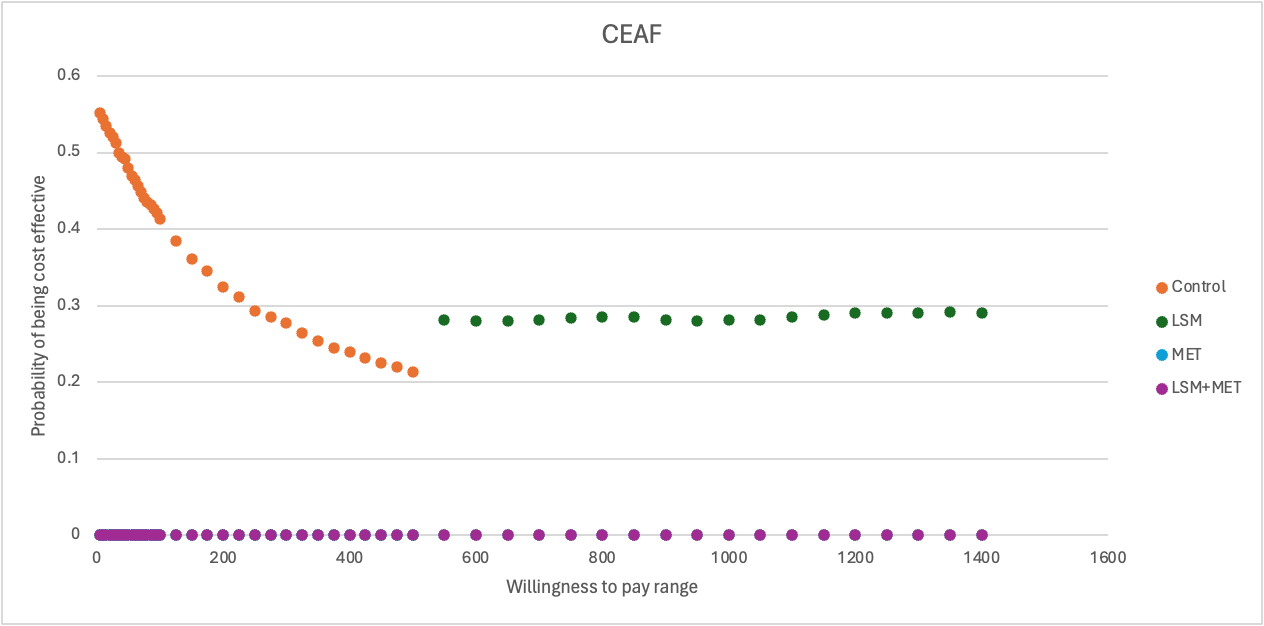 CEAF
0.6
0.5
0.4
0.3
0.2
0.1
0
0 200 400 600 800 1000 1200 1400 1600
Probability of being cost effective
Willingness to pay range
Control
LSM
MET
LSM+MET